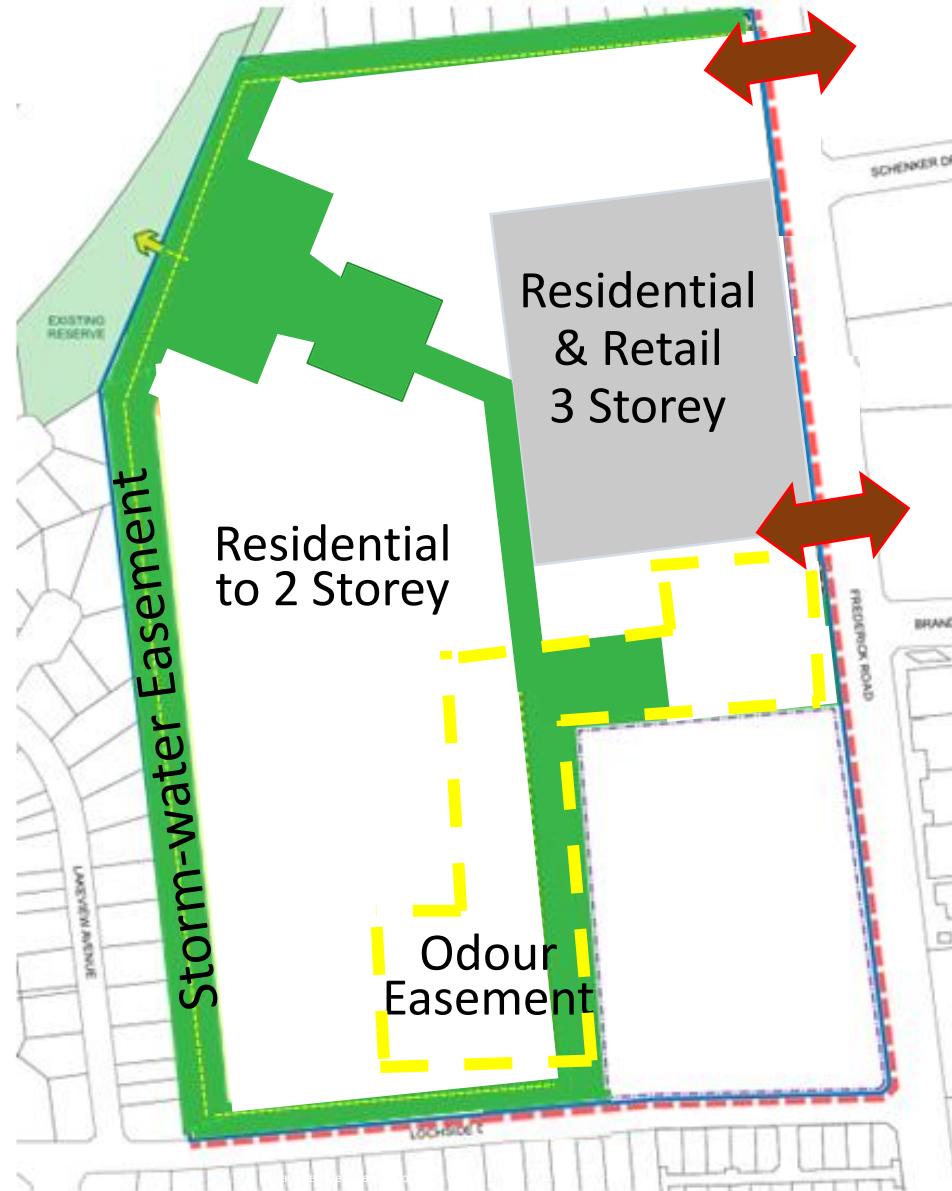 SCHENKER DR
Residential
& Retail
3 Storey
EXISTING
RESERVE
Storm-water Easement
Residential
to 2 Storey
FREDERICK ROAD
BRAND
LAKEVIEW AVENUE
Odour
Easement